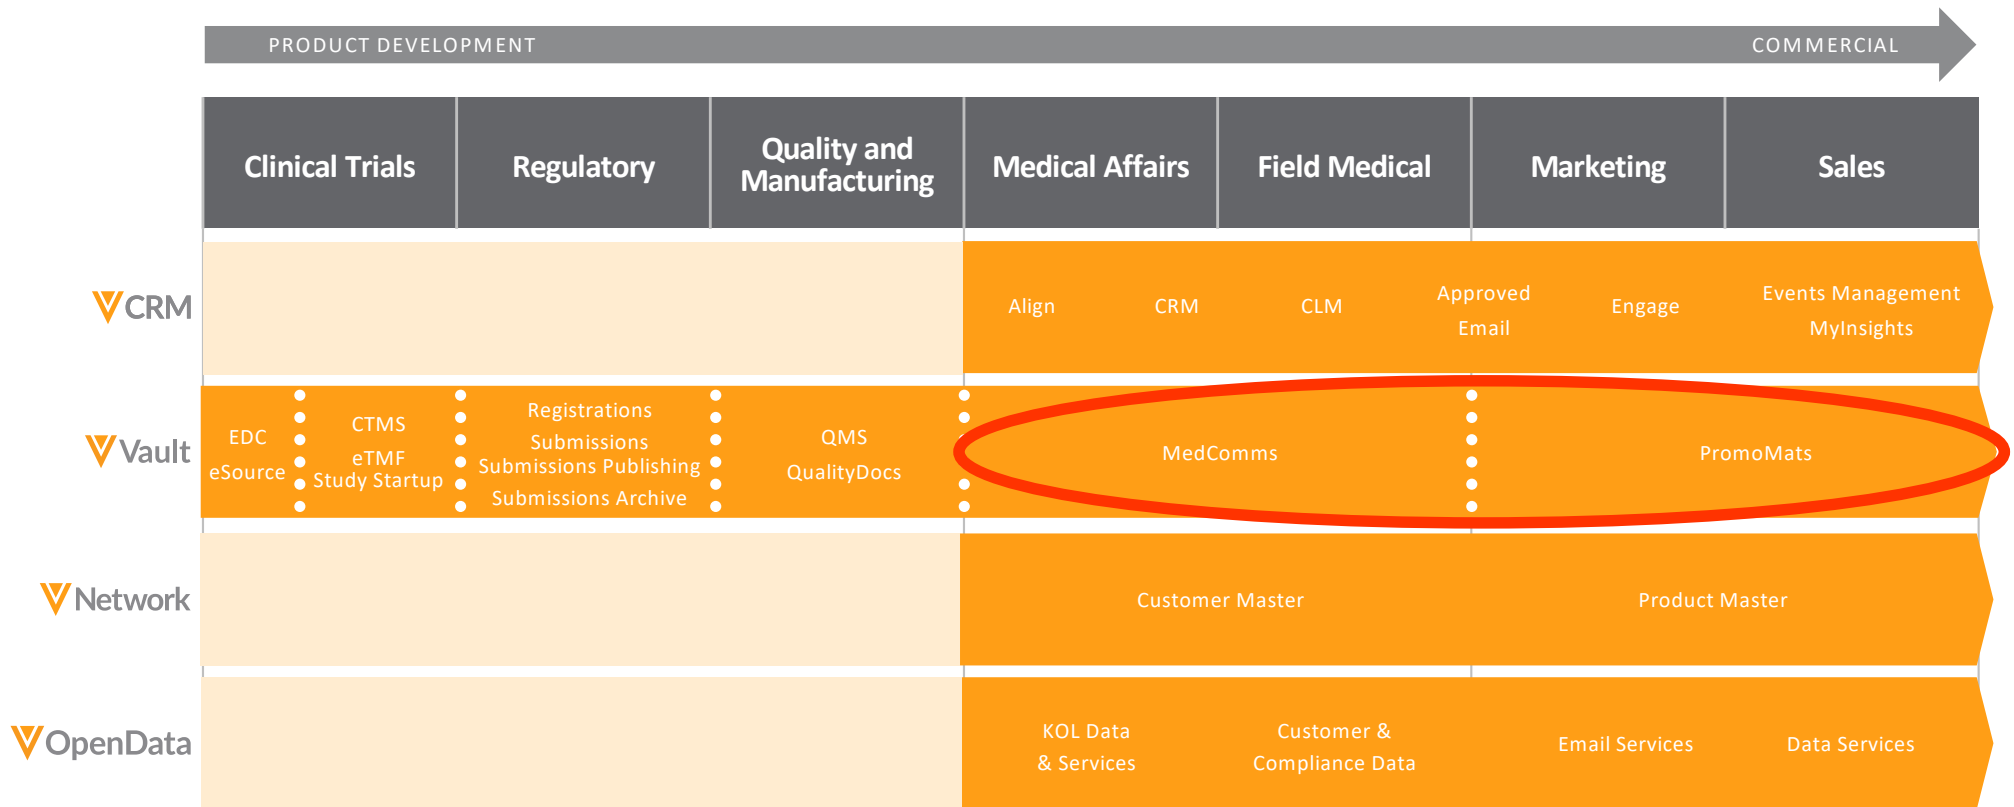 PRODUCT DEVELOPMENT
COMMERCIAL
Clinical Trials
Regulatory
Quality and
Manufacturing
Medical Affairs
Field Medical
Marketing
Sales
CRM
Align
CRM
CLM
Approved
Email
Engage
Events Management
MyInsights
Vault
EDC
eSource
CTMS
eTMF
Study Startup
Registrations
Submissions
Submissions Publishing
Submissions Archive
QMS
QualityDocs
MedComms
PromoMats
Network
Customer Master
Product Master
OpenData
KOL Data
& Services
Customer &
Compliance Data
Email Services
Data Services